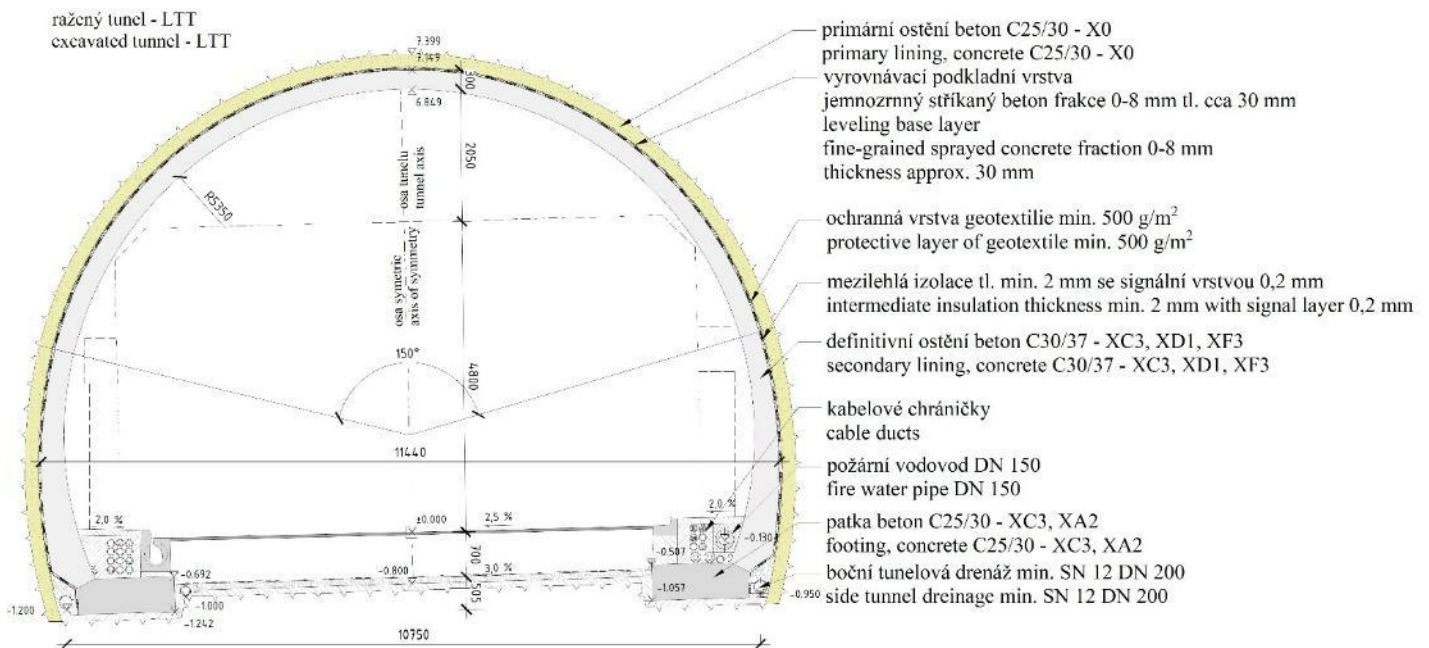 ražený tunel - LTT
excavated tunnel - LTT
primární ostění beton C25/30 - X0
primary lining, concrete C25/30 - X0
vyrovnávací podkladní vrstva
jemnozrnný stříkaný beton frakce 0-8 mm tl. cca 30 mm
leveling base layer
fine-grained sprayed concrete fraction 0-8 mm
thickness approx. 30 mm
ochranná vrstva geotextilie min. 500 g/m²
protective layer of geotextile min. 500 g/m²
mezilehlá izolace tl. min. 2 mm se signální vrstvou 0,2 mm
intermediate insulation thickness min. 2 mm with signal layer 0,2 mm
definitivní ostění beton C30/37 - XC3, XD1, XF3
secondary lining, concrete C30/37 - XC3, XD1, XF3
kabelové chráničky
cable ducts
požární vodovod DN 150
fire water pipe DN 150
patka beton C25/30 - XC3, XA2
footing, concrete C25/30 - XC3, XA2
boční tunelová drenáž min. SN 12 DN 200
side tunnel dreinage min. SN 12 DN 200
7.399
7.149
300
6.849
2050
R5350
osa tunelu
tunnel axis
osa symetric
axis of symmetry
150°
4800
11440
2,0 %
±0.000
2,5 %
2,0 %
-0.130
-0.507
700
-0.692
-0.800
3,0 %
-1.057
-0.950
-1.200
-1.000
505
-1.242
10750